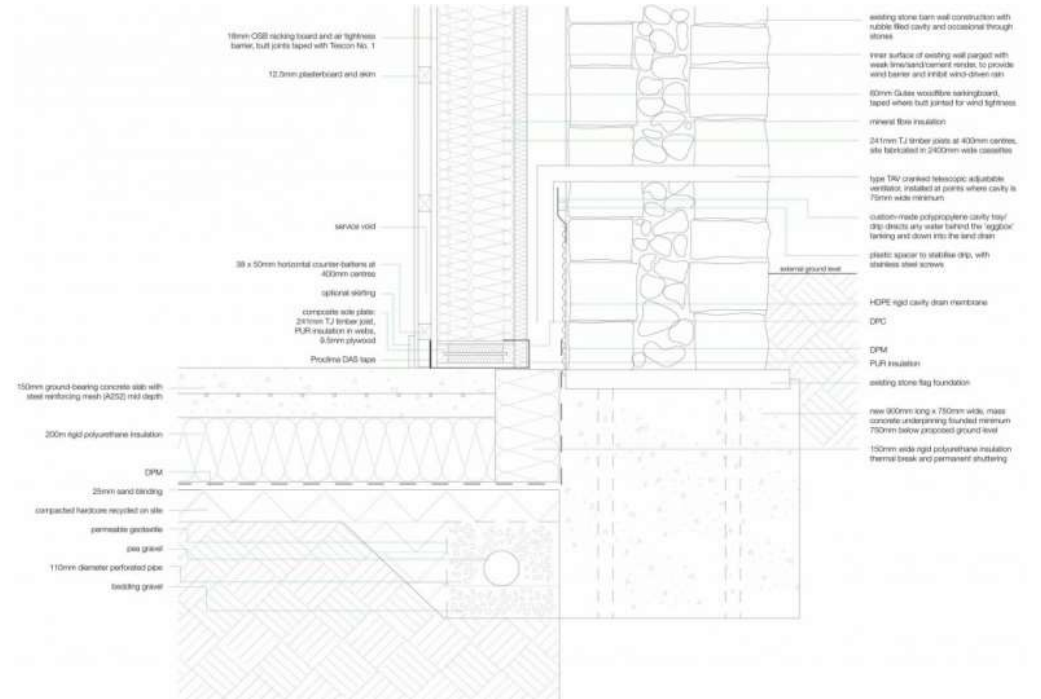 18mm OSB racking board and air tightness
barrier, butt joints taped with Tescon No. 1
12.5mm plasterboard and skim
service void
38 x 50mm horizontal counter-battens at
400mm centres
optional skirting
composite sole plate:
241mm TJ timber joist,
PUR insulation in webs,
9.5mm plywood
Proclima DAS tape
150mm ground-bearing concrete slab with
steel reinforcing mesh (A252) mid depth
200m rigid polyurethane insulation
DPM
25mm sand blinding
compacted hardcore recycled on site
permeable geotextile
pea gravel
110mm diameter perforated pipe
bedding gravel
existing stone barn wall construction with
rubble filled cavity and occasional through
stones
inner surface of existing wall parged with
weak lime/sand/cement render, to provide
wind barrier and inhibit wind-driven rain
60mm Gutex woodfibre sarkingboard,
taped where butt jointed for wind tightness
mineral fibre insulation
241mm TJ timber joists at 400mm centres,
site fabricated in 2400mm wide cassettes
type TAV cranked telescopic adjustable
ventilator, installed at points where cavity is
75mm wide minimum
custom-made polypropylene cavity tray/
drip directs any water behind the 'eggbox'
tanking and down into the land drain
plastic spacer to stabilise drip, with
stainless steel screws
external ground level
HDPE rigid cavity drain membrane
DPC
DPM
PUR insulation
existing stone flag foundation
new 900mm long x 750mm wide, mass
concrete underpinning founded minimum
750mm below proposed ground level
150mm wide rigid polyurethane insulation
thermal break and permanent shuttering